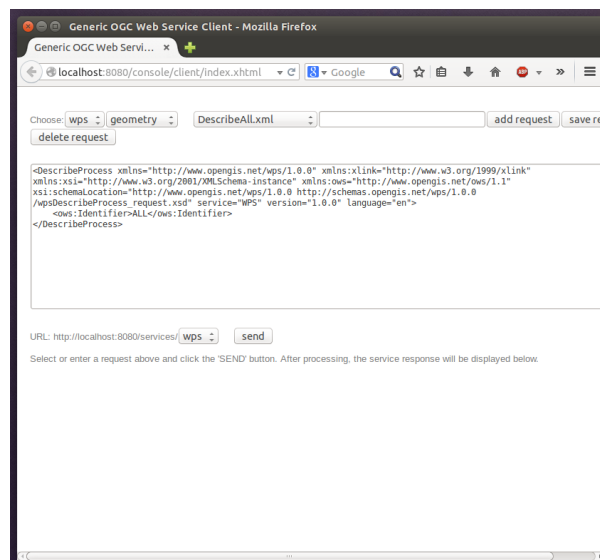 Generic OGC Web Service Client - Mozilla Firefox
Generic OGC Web Servi...
localhost:8080/console/client/index.xhtml
Google
ABP
Choose: wps geometry DescribeAll.xml add request save re
delete request
<DescribeProcess xmlns="http://www.opengis.net/wps/1.0.0" xmlns:xlink="http://www.w3.org/1999/xlink"
xmlns:xsi="http://www.w3.org/2001/XMLSchema-instance" xmlns:ows="http://www.opengis.net/ows/1.1"
xsi:schemaLocation="http://www.opengis.net/wps/1.0.0 http://schemas.opengis.net/wps/1.0.0
/wpsDescribeProcess_request.xsd" service="WPS" version="1.0.0" language="en">
<ows:Identifier>ALL</ows:Identifier>
</DescribeProcess>
URL: http://localhost:8080/services/ wps send
Select or enter a request above and click the 'SEND' button. After processing, the service response will be displayed below.